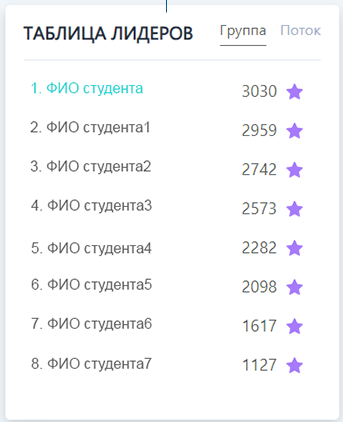 ТАБЛИЦА ЛИДЕРОВ Группа Поток
1. ФИО студента 3030
2. ФИО студента1 2959
3. ФИО студента2 2742
4. ФИО студента3 2573
5. ФИО студента4 2282
6. ФИО студента5 2098
7. ФИО студента6 1617
8. ФИО студента7 1127